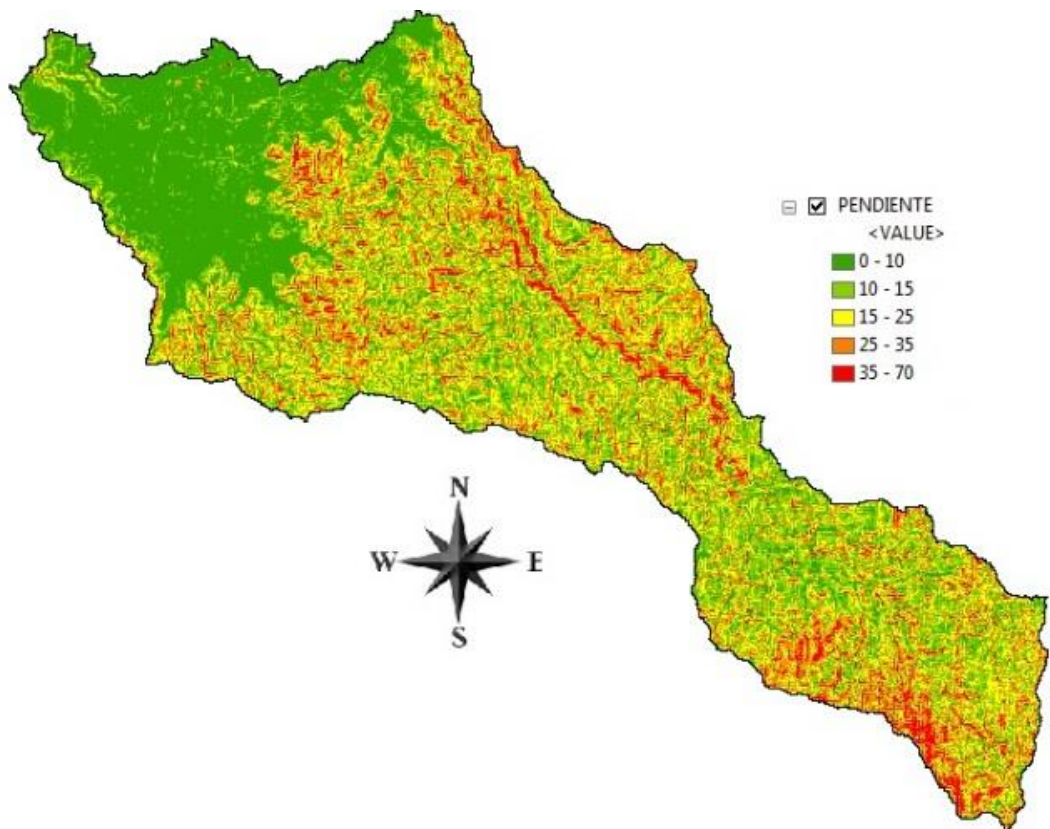 PENDIENTE
<VALUE>
0 - 10
10 - 15
15 - 25
25 - 35
35 - 70
N
W E
S